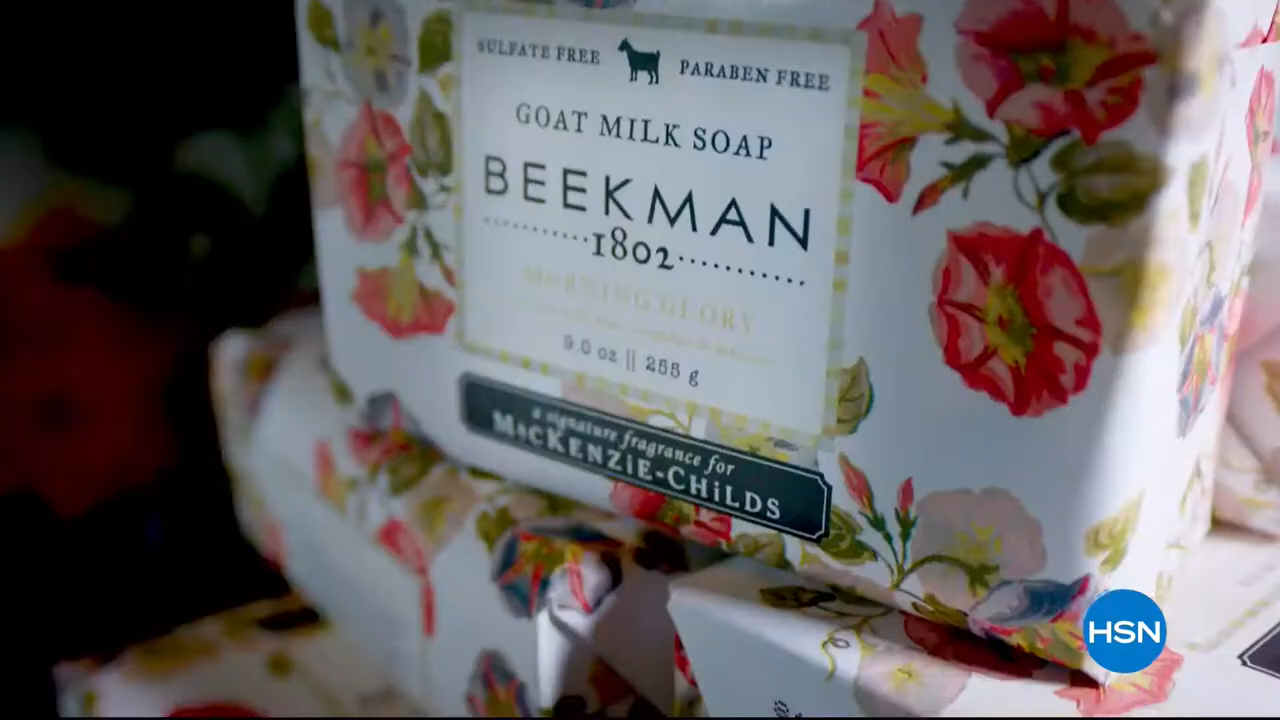 SULFATE FREE PARABEN FREE
GOAT MILK SOAP
BEEKMAN
1802
MORNING GLORY
9.0 oz || 255 g
a signature fragrance for
MACKENZIE-CHILDS
HSN